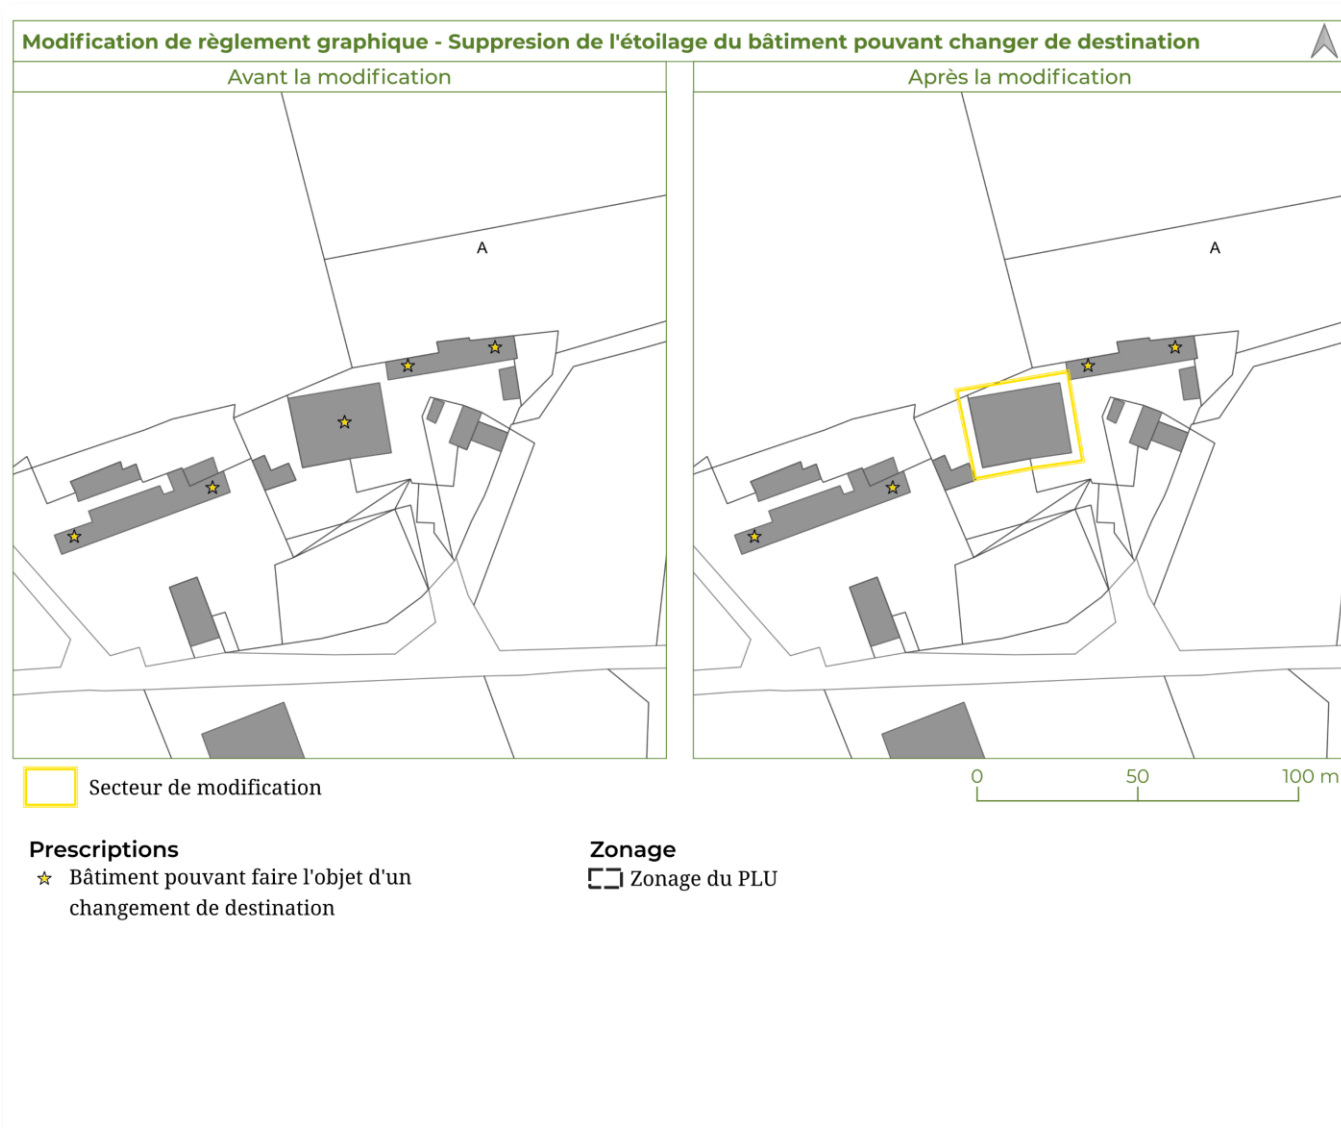 Modification de règlement graphique - Suppresion de l'étoilage du bâtiment pouvant changer de destination
Avant la modification
Après la modification
A
A
Secteur de modification
0 50 100 m
Prescriptions
Bâtiment pouvant faire l'objet d'un
changement de destination
Zonage
Zonage du PLU